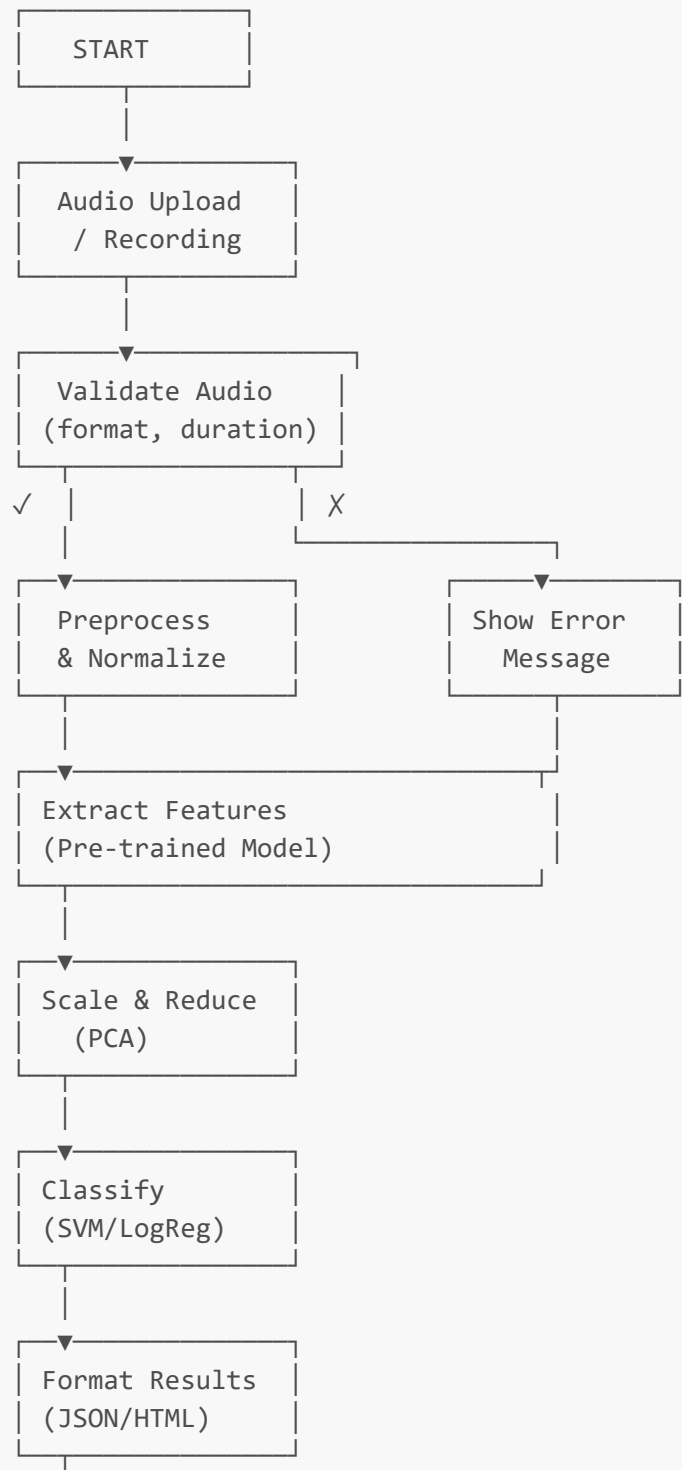 START
Audio Upload
/ Recording
Validate Audio
(format, duration)
✓ ✗
Preprocess
& Normalize
Show Error
Message
Extract Features
(Pre-trained Model)
Scale & Reduce
(PCA)
Classify
(SVM/LogReg)
Format Results
(JSON/HTML)